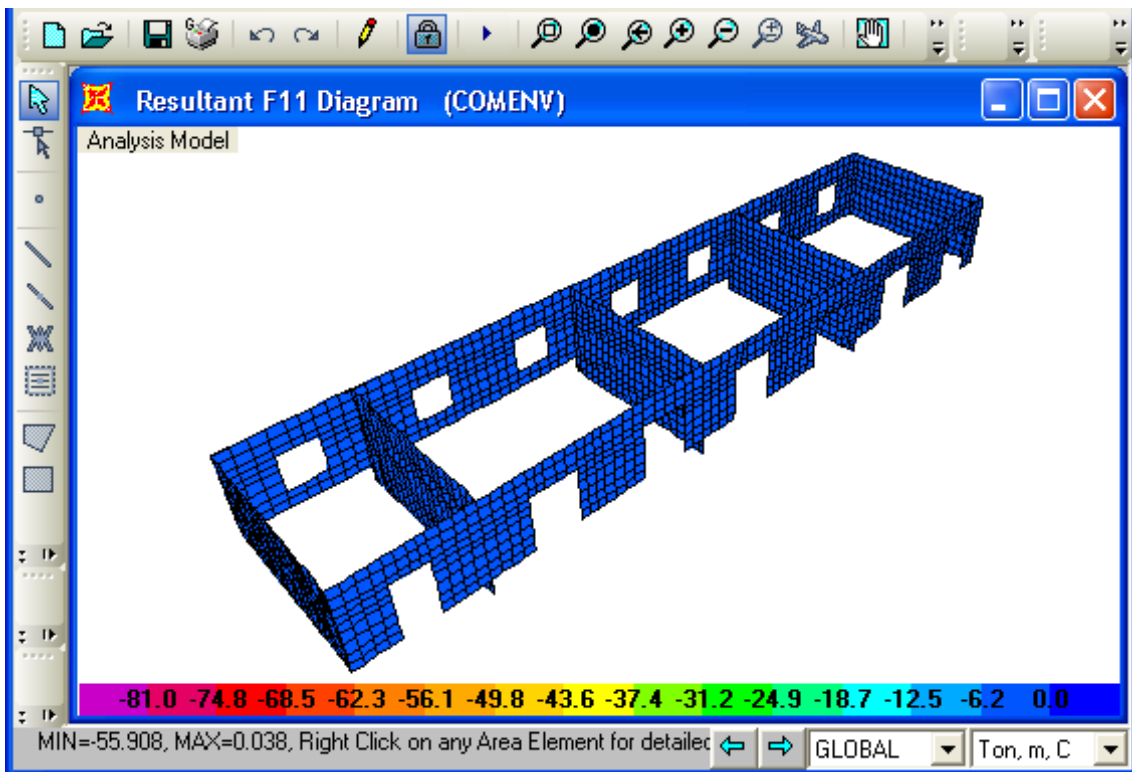 Resultant F11 Diagram (COMENV)
Analysis Model
-81.0 -74.8 -68.5 -62.3 -56.1 -49.8 -43.6 -37.4 -31.2 -24.9 -18.7 -12.5 -6.2 0.0
MIN=-55.908, MAX=0.038, Right Click on any Area Element for detailed GLOBAL Ton, m, C